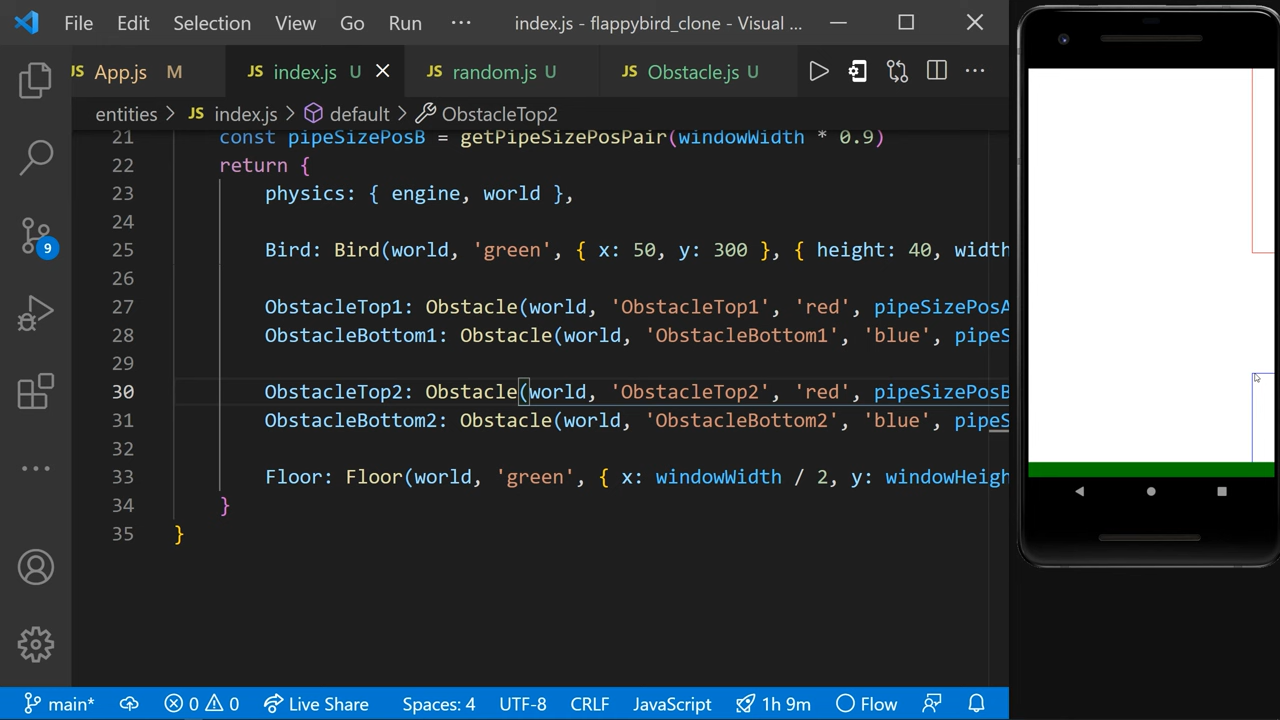 File Edit Selection View Go Run ··· index.js - flappybird_clone - Visual ...
JS App.js M JS index.js U JS random.js U JS Obstacle.js U
entities > JS index.js > default > ObstacleTop2
21 const pipeSizePosB = getPipeSizePosPair(windowWidth * 0.9)
22 return {
23 physics: { engine, world },
24
25 Bird: Bird(world, 'green', { x: 50, y: 300 }, { height: 40, width
26
27 ObstacleTop1: Obstacle(world, 'ObstacleTop1', 'red', pipeSizePosA
28 ObstacleBottom1: Obstacle(world, 'ObstacleBottom1', 'blue', pipeS
29
30 ObstacleTop2: Obstacle(world, 'ObstacleTop2', 'red', pipeSizePosB
31 ObstacleBottom2: Obstacle(world, 'ObstacleBottom2', 'blue', pipeS
32
33 Floor: Floor(world, 'green', { x: windowWidth / 2, y: windowHeigh
34 }
35 }
9
main* 0 0 Live Share Spaces: 4 UTF-8 CRLF JavaScript 1h 9m Flow